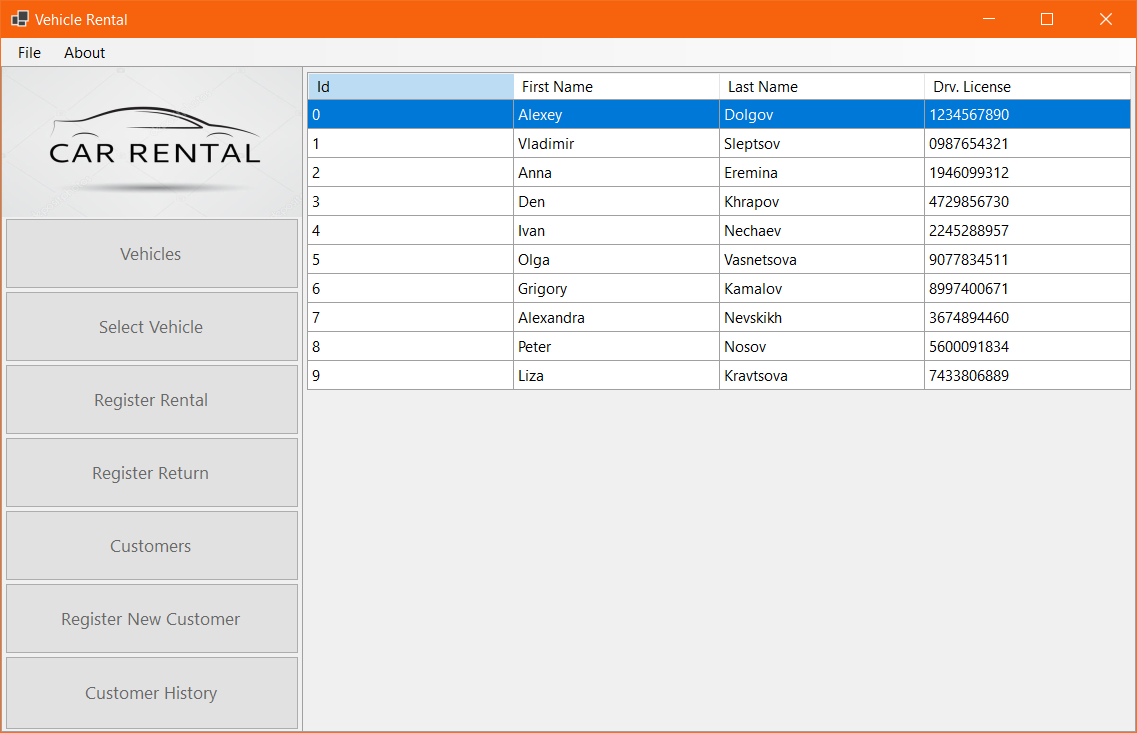 Vehicle Rental
File About
CAR RENTAL
Vehicles
Select Vehicle
Register Rental
Register Return
Customers
Register New Customer
Customer History
Id First Name Last Name Drv. License
0 Alexey Dolgov 1234567890
1 Vladimir Sleptsov 0987654321
2 Anna Eremina 1946099312
3 Den Khrapov 4729856730
4 Ivan Nechaev 2245288957
5 Olga Vasnetsova 9077834511
6 Grigory Kamalov 8997400671
7 Alexandra Nevskikh 3674894460
8 Peter Nosov 5600091834
9 Liza Kravtsova 7433806889